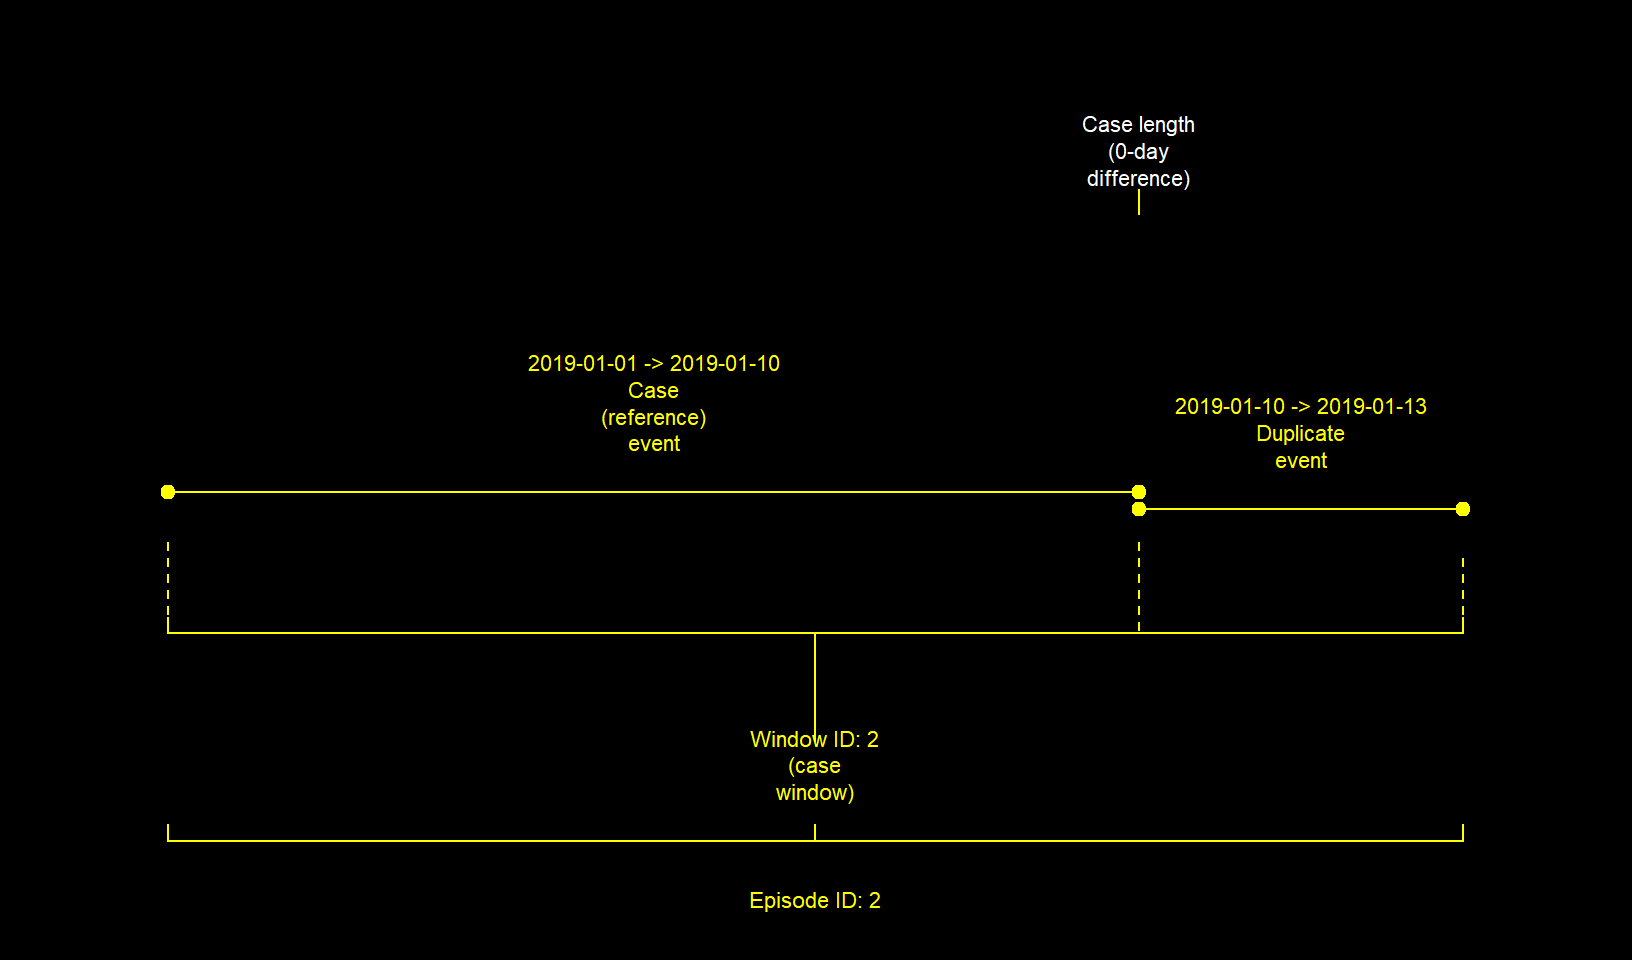 Case length
(0-day
difference)
2019-01-01 -> 2019-01-10
Case
(reference)
event
2019-01-10 -> 2019-01-13
Duplicate
event
Window ID: 2
(case
window)
Episode ID: 2